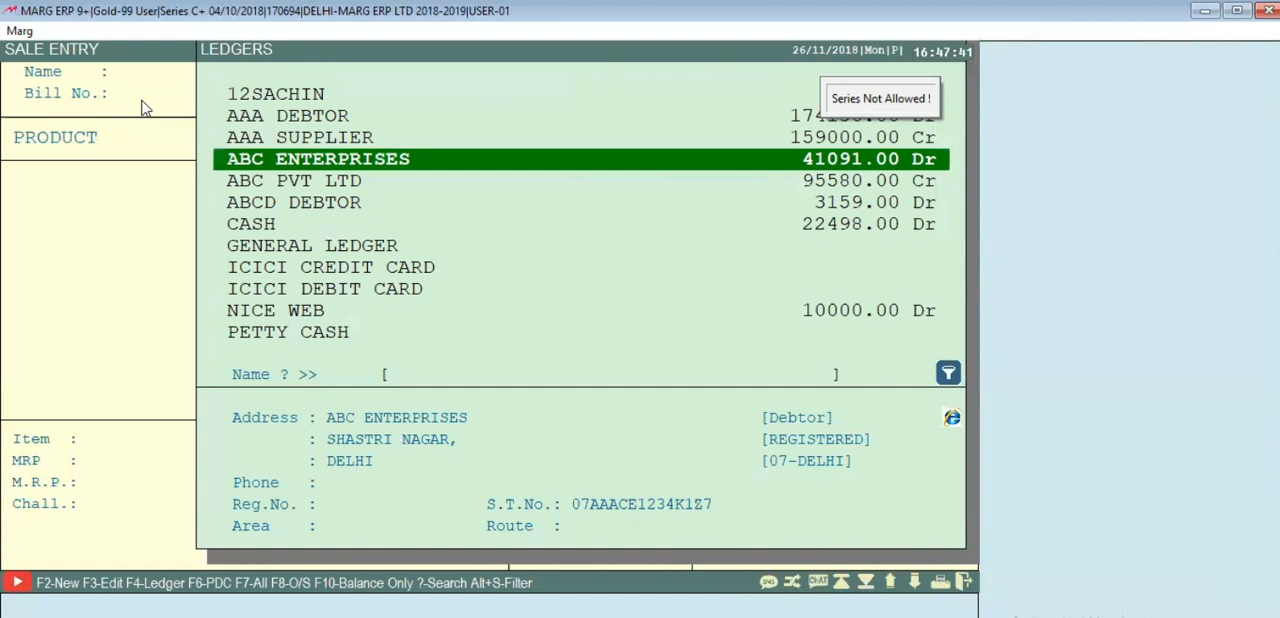 MARG ERP 9+|Gold-99 User|Series C+ 04/10/2018|170694|DELHI-MARG ERP LTD 2018-2019|USER-01
Marg
SALE ENTRY
LEDGERS
26/11/2018|Mon|P| 16:47:41
Name :
Bill No.:
PRODUCT
Series Not Allowed !
12SACHIN
AAA DEBTOR Dr
AAA SUPPLIER 159000.00 Cr
ABC ENTERPRISES 41091.00 Dr
ABC PVT LTD 95580.00 Cr
ABCD DEBTOR 3159.00 Dr
CASH 22498.00 Dr
GENERAL LEDGER
ICICI CREDIT CARD
ICICI DEBIT CARD
NICE WEB 10000.00 Dr
PETTY CASH
Name ? >> [ ]
Address : ABC ENTERPRISES [Debtor]
: SHASTRI NAGAR, [REGISTERED]
: DELHI [07-DELHI]
Phone :
Reg.No. : S.T.No.: 07AAACE1234K1Z7
Area : Route :
Item :
MRP :
M.R.P.:
Chall.:
F2-New F3-Edit F4-Ledger F6-PDC F7-All F8-O/S F10-Balance Only ?-Search Alt+S-Filter
SMS
CHAT